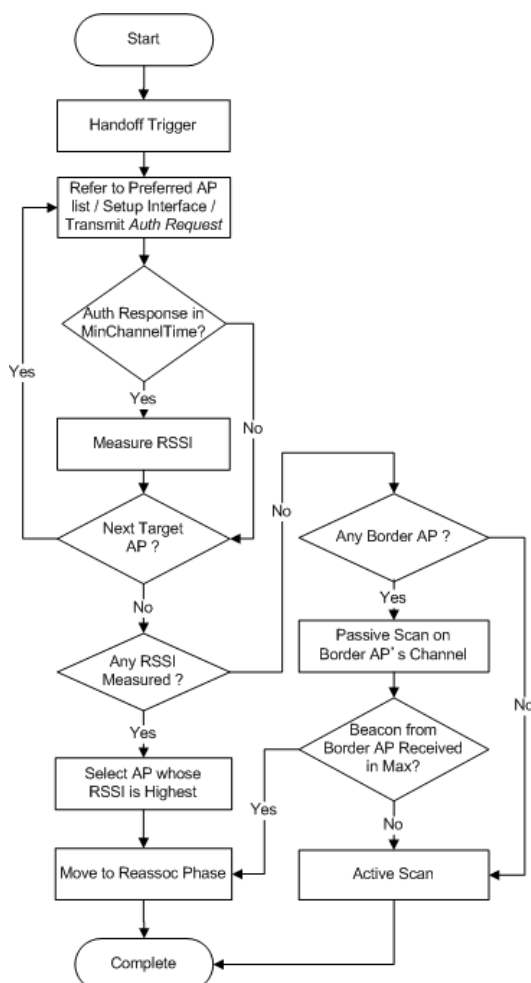 Start
Handoff Trigger
Refer to Preferred AP
list / Setup Interface /
Transmit Auth Request
Auth Response in
MinChannelTime?
Yes
Yes
No
Measure RSSI
No
Next Target
AP ?
Any Border AP ?
No
Yes
Any RSSI
Measured ?
Passive Scan on
Border AP's Channel
No
Yes
Beacon from
Border AP Received
in Max?
Select AP whose
RSSI is Highest
Yes
No
Move to Reassoc Phase
Active Scan
Complete